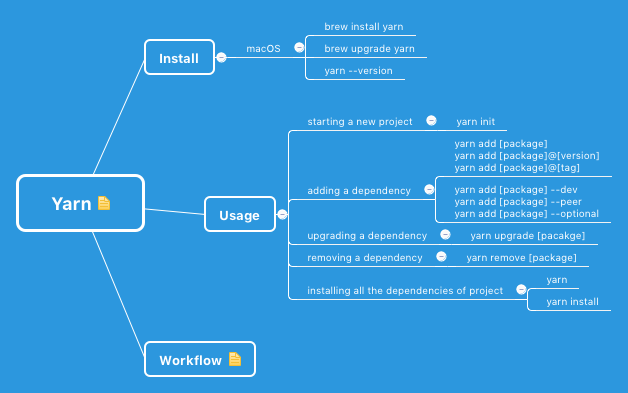 Yarn
Install
macOS
brew install yarn
brew upgrade yarn
yarn --version
Usage
starting a new project
yarn init
adding a dependency
yarn add [package]
yarn add [package]@[version]
yarn add [package]@[tag]
yarn add [package] --dev
yarn add [package] --peer
yarn add [package] --optional
upgrading a dependency
yarn upgrade [pacakge]
removing a dependency
yarn remove [package]
installing all the dependencies of project
yarn
yarn install
Workflow